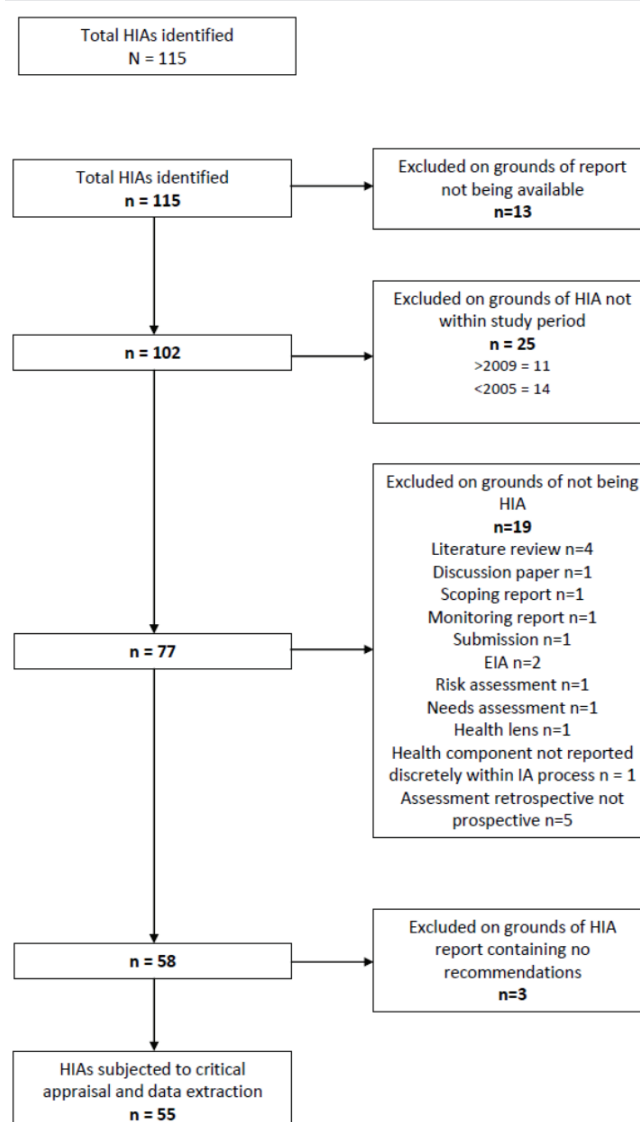 Total HIAs identified
N = 115
Total HIAs identified
n = 115
Excluded on grounds of report
not being available
n=13
Excluded on grounds of HIA not
within study period
n = 25
>2009 = 11
<2005 = 14
n = 102
Excluded on grounds of not being
HIA
n=19
Literature review n=4
Discussion paper n=1
Scoping report n=1
Monitoring report n=1
Submission n=1
EIA n=2
Risk assessment n=1
Needs assessment n=1
Health lens n=1
Health component not reported
discretely within IA process n = 1
Assessment retrospective not
prospective n=5
n = 77
Excluded on grounds of HIA
report containing no
recommendations
n=3
n = 58
HIAs subjected to critical
appraisal and data extraction
n = 55